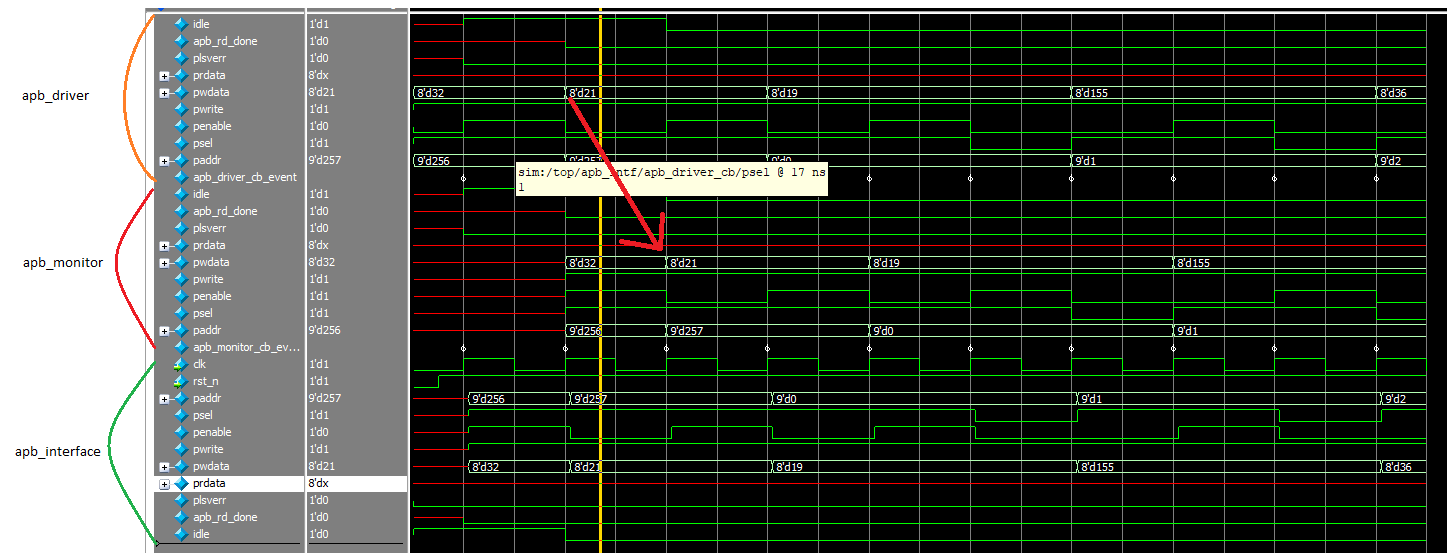 idle 1'd1
apb_rd_done 1'd0
plsverr 1'd0
prdata 8'dx
apb_driver pwdata 8'd21 8'd32 8'd21 8'd19 8'd155 8'd36
pwrite 1'd1
penable 1'd0
psel 1'd1
paddr 9'd257 9'd256 9'd0 9'd1 9'd2
apb_driver_cb_event
sim:/top/apb_intf/apb_driver_cb/psel @ 17 ns
1
idle 1'd1
apb_rd_done 1'd0
plsverr 1'd0
prdata 8'dx
apb_monitor pwdata 8'd32 8'd32 8'd21 8'd19 8'd155
pwrite 1'd1
penable 1'd1
psel 1'd1
paddr 9'd256 9'd256 9'd257 9'd0 9'd1
apb_monitor_cb_ev...
clk 1'd1
rst_n 1'd1
paddr 9'd257 9'd256 9'd257 9'd0 9'd1 9'd2
psel 1'd1
penable 1'd0
apb_interface pwrite 1'd1
pwdata 8'd21 8'd32 8'd21 8'd19 8'd155 8'd36
prdata 8'dx
plsverr 1'd0
apb_rd_done 1'd0
idle 1'd0